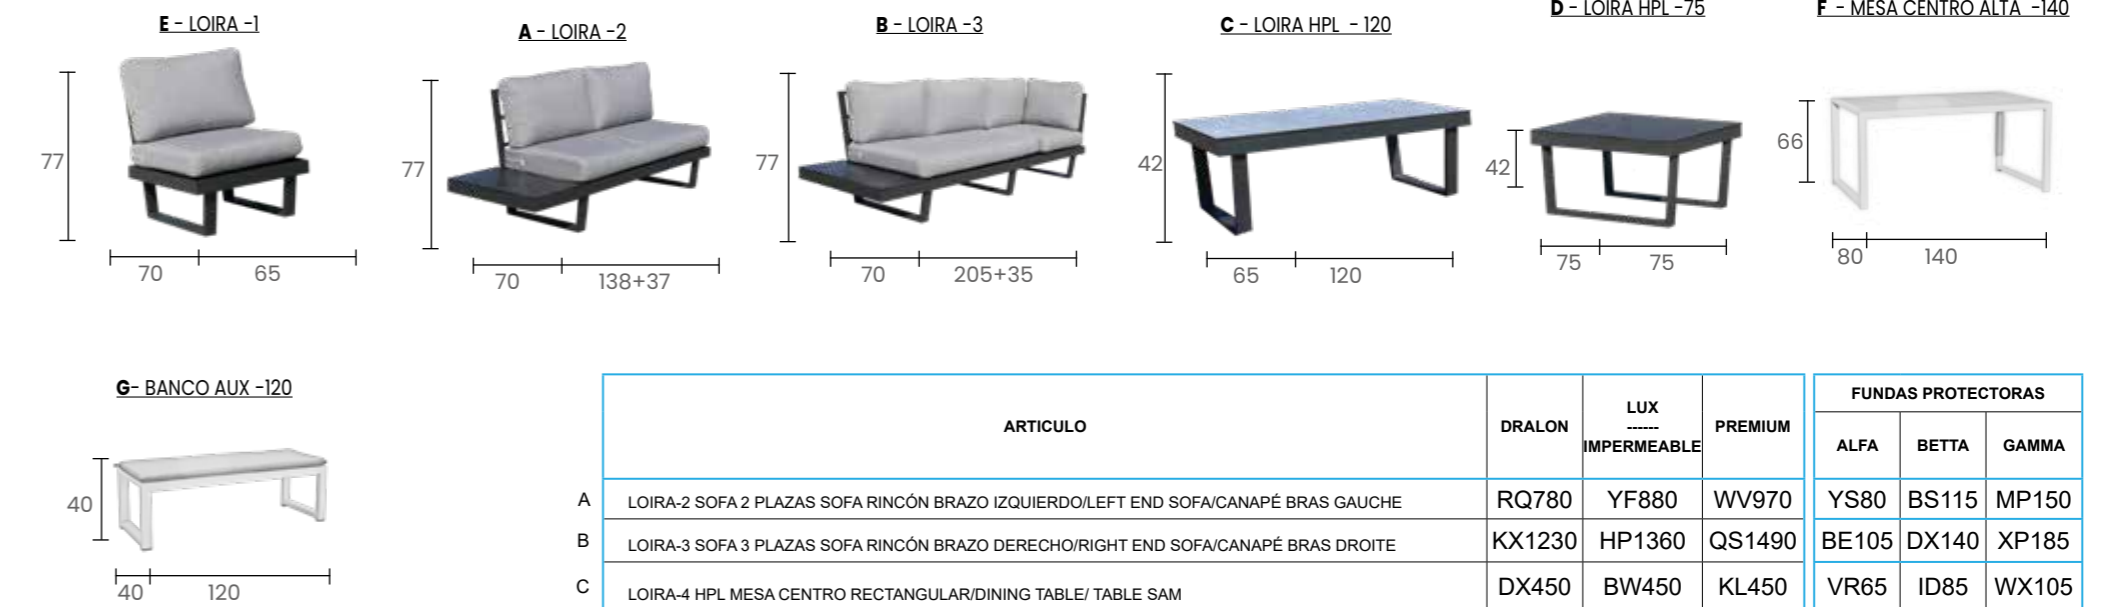 E - LOIRA -1
A - LOIRA -2
B - LOIRA -3
C - LOIRA HPL - 120
D - LOIRA HPL -75
F - MESA CENTRO ALTA -140
77
70 65
77
70 138+37
77
70 205+35
42
65 120
42
75 75
66
80 140
G- BANCO AUX -120
40
40 120
ARTICULO DRALON LUX PREMIUM FUNDAS PROTECTORAS
------
IMPERMEABLE ALFA BETTA GAMMA
A LOIRA-2 SOFA 2 PLAZAS SOFA RINCÓN BRAZO IZQUIERDO/LEFT END SOFA/CANAPÉ BRAS GAUCHE RQ780 YF880 WV970 YS80 BS115 MP150
B LOIRA-3 SOFA 3 PLAZAS SOFA RINCÓN BRAZO DERECHO/RIGHT END SOFA/CANAPÉ BRAS DROITE KX1230 HP1360 QS1490 BE105 DX140 XP185
C LOIRA-4 HPL MESA CENTRO RECTANGULAR/DINING TABLE/ TABLE SAM DX450 BW450 KL450 VR65 ID85 WX105